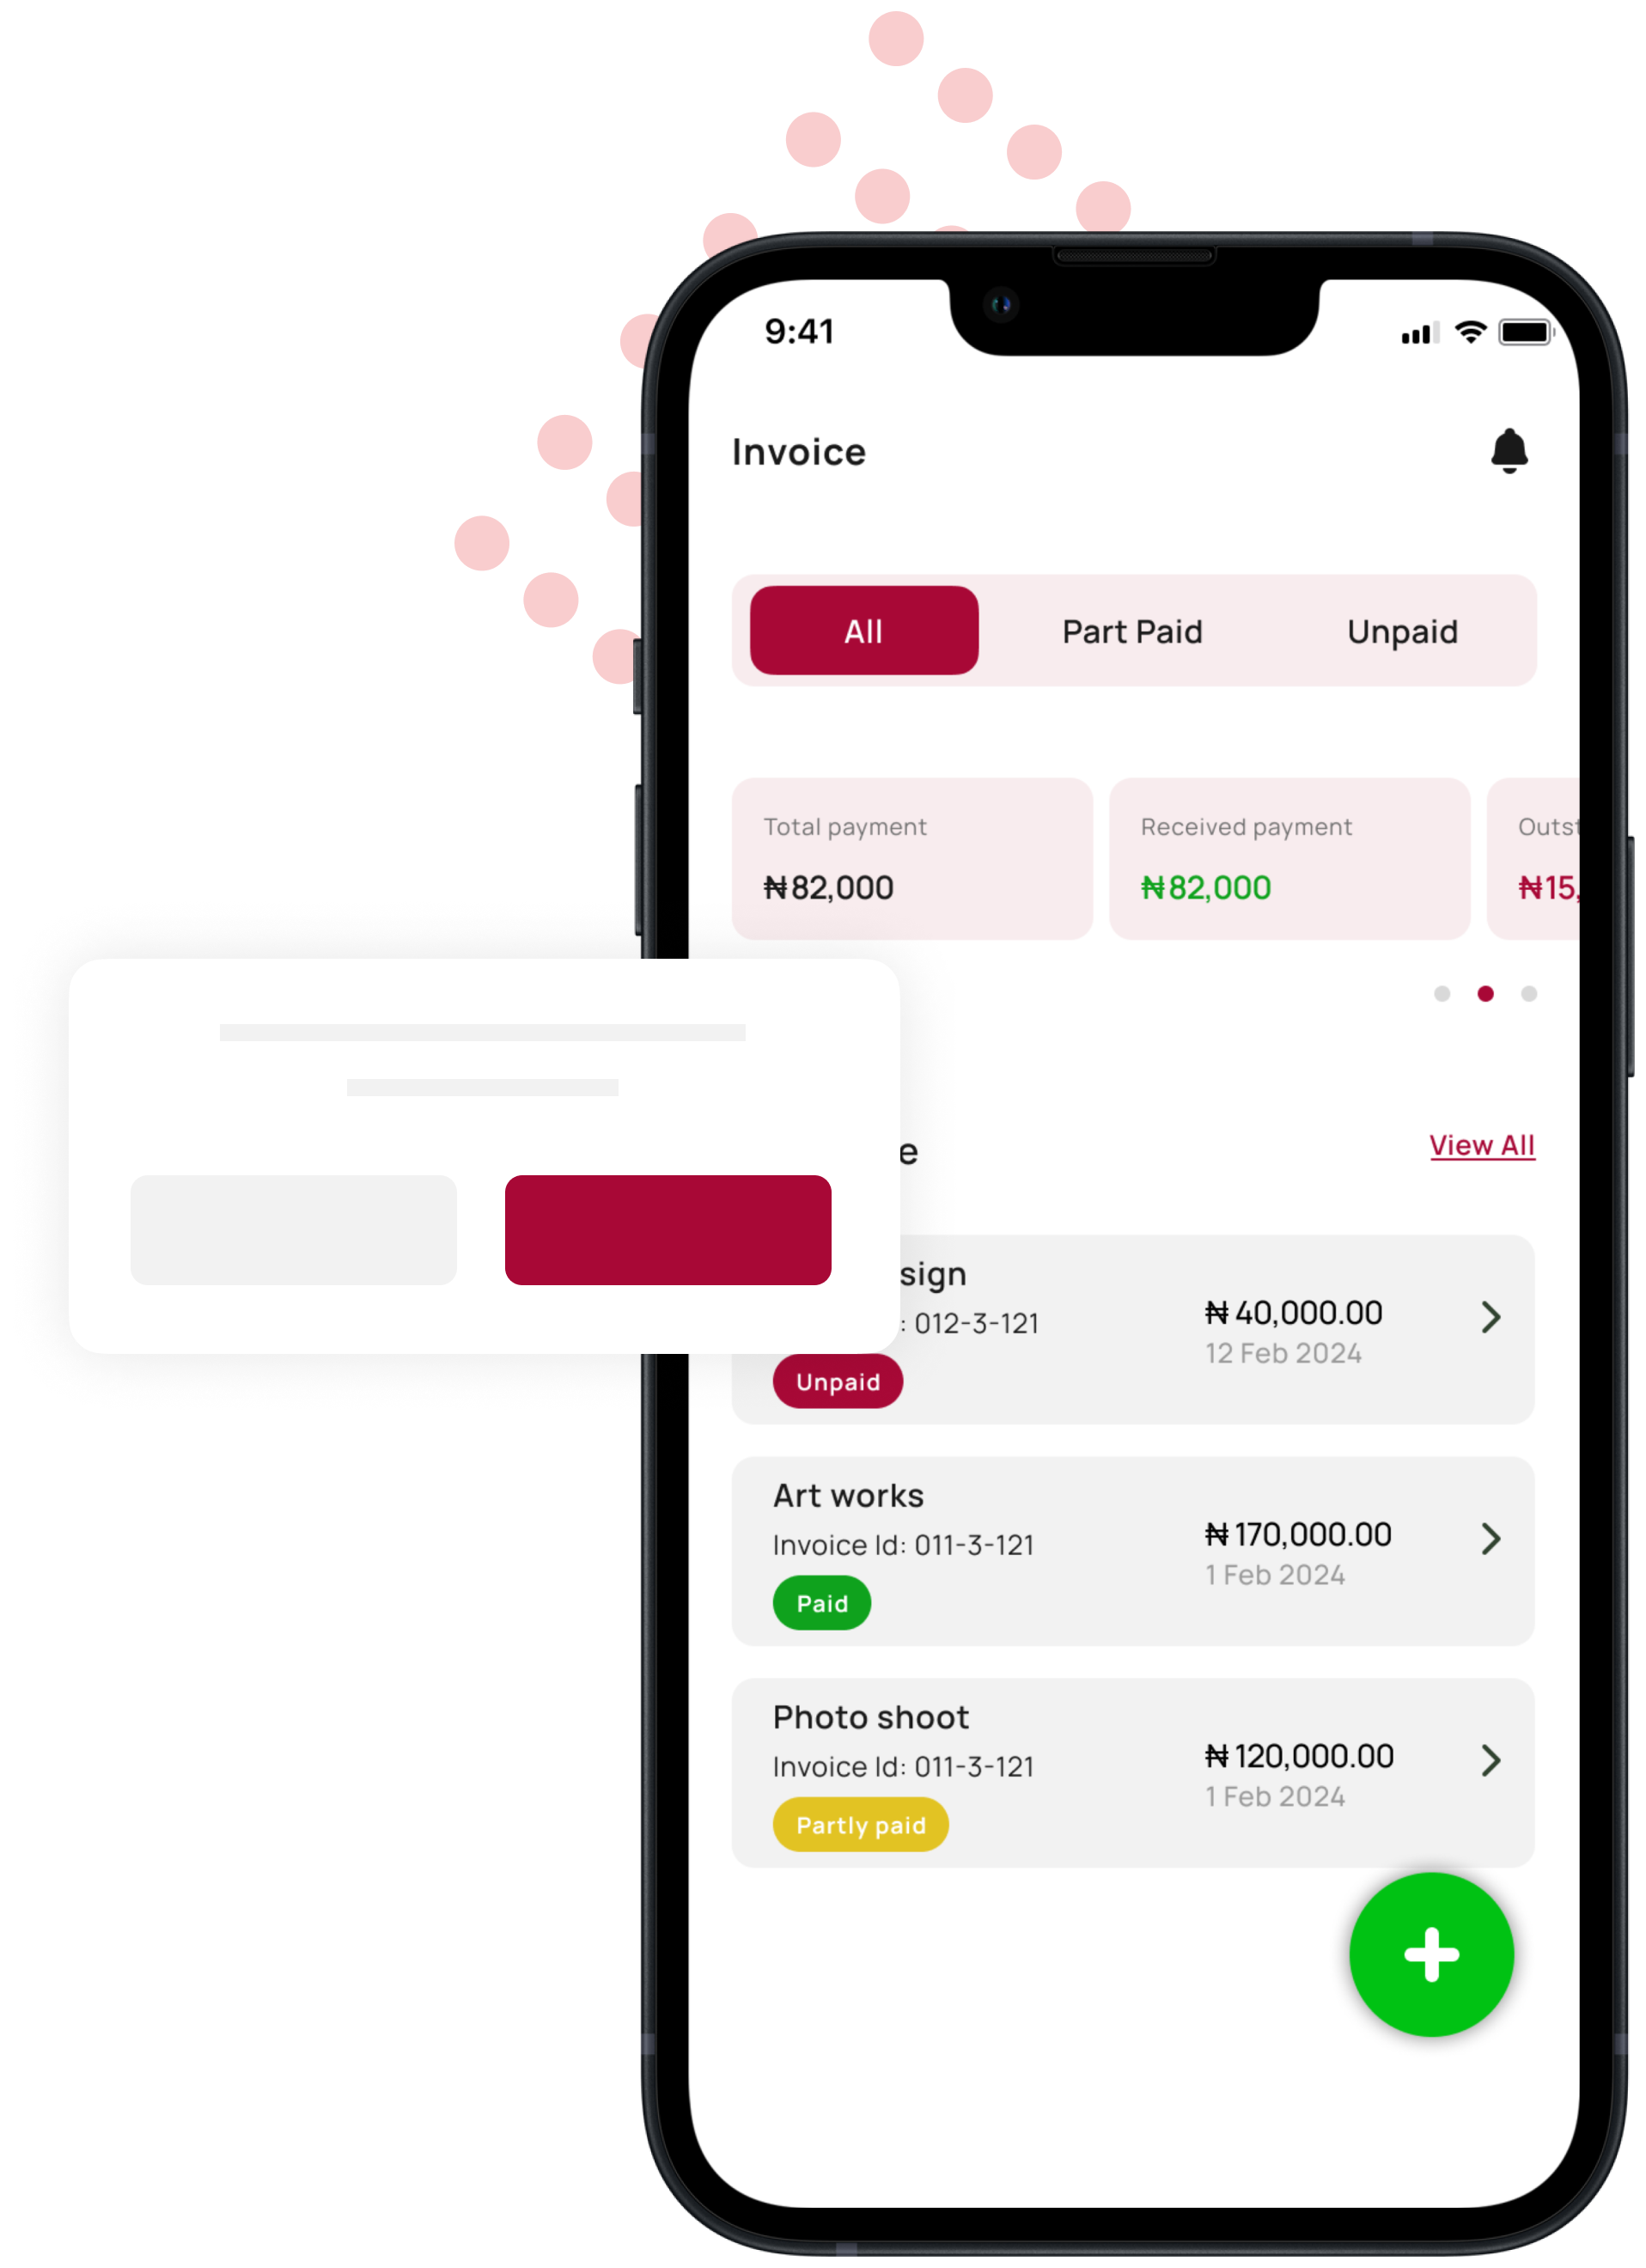 9:41
Invoice
All Part Paid Unpaid
Total payment Received payment Outst
₦82,000 ₦82,000 ₦15,
e View All
sign
: 012-3-121 ₦ 40,000.00
12 Feb 2024
Unpaid
Art works
Invoice Id: 011-3-121 ₦ 170,000.00
1 Feb 2024
Paid
Photo shoot
Invoice Id: 011-3-121 ₦ 120,000.00
1 Feb 2024
Partly paid